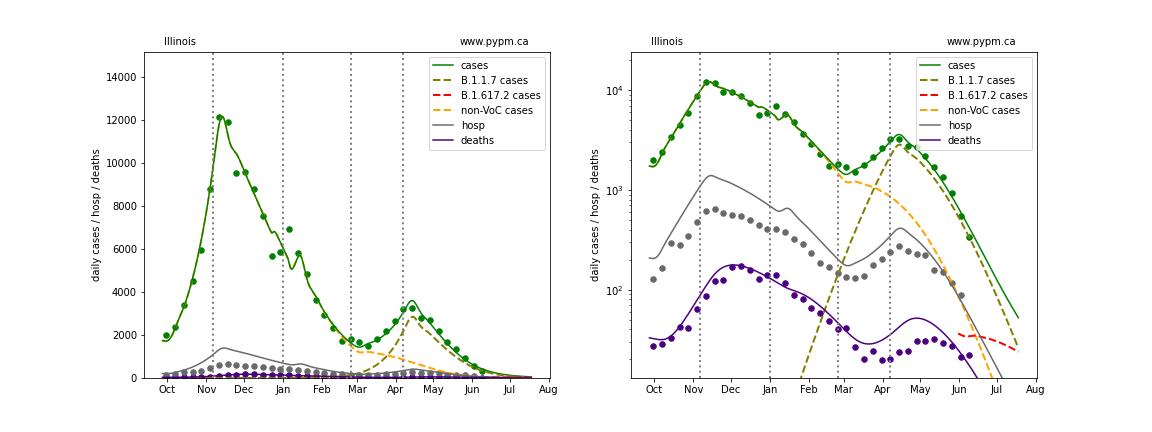 Illinois
www.pypm.ca
daily cases / hosp / deaths
14000
12000
10000
8000
6000
4000
2000
0
cases
B.1.1.7 cases
B.1.617.2 cases
non-VoC cases
hosp
deaths
Oct Nov Dec Jan Feb Mar Apr May Jun Jul Aug
Illinois
www.pypm.ca
daily cases / hosp / deaths
10⁴
10³
10²
cases
B.1.1.7 cases
B.1.617.2 cases
non-VoC cases
hosp
deaths
Oct Nov Dec Jan Feb Mar Apr May Jun Jul Aug